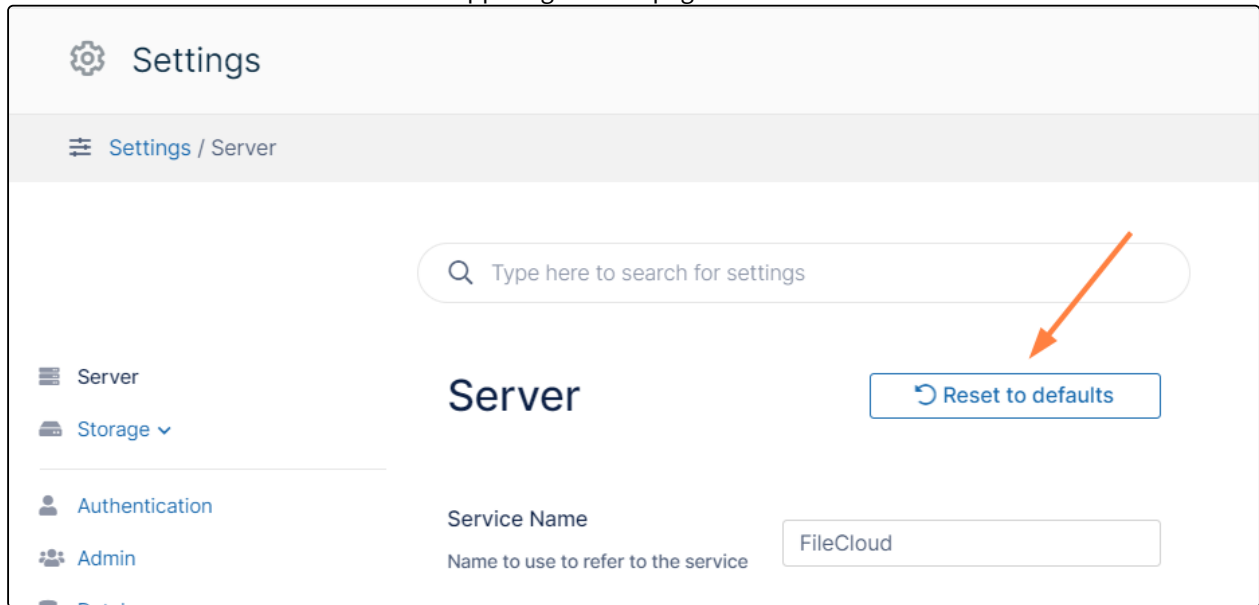 Settings
Settings / Server
Type here to search for settings
Server
Storage
Authentication
Admin
Server
Reset to defaults
Service Name
Name to use to refer to the service
FileCloud